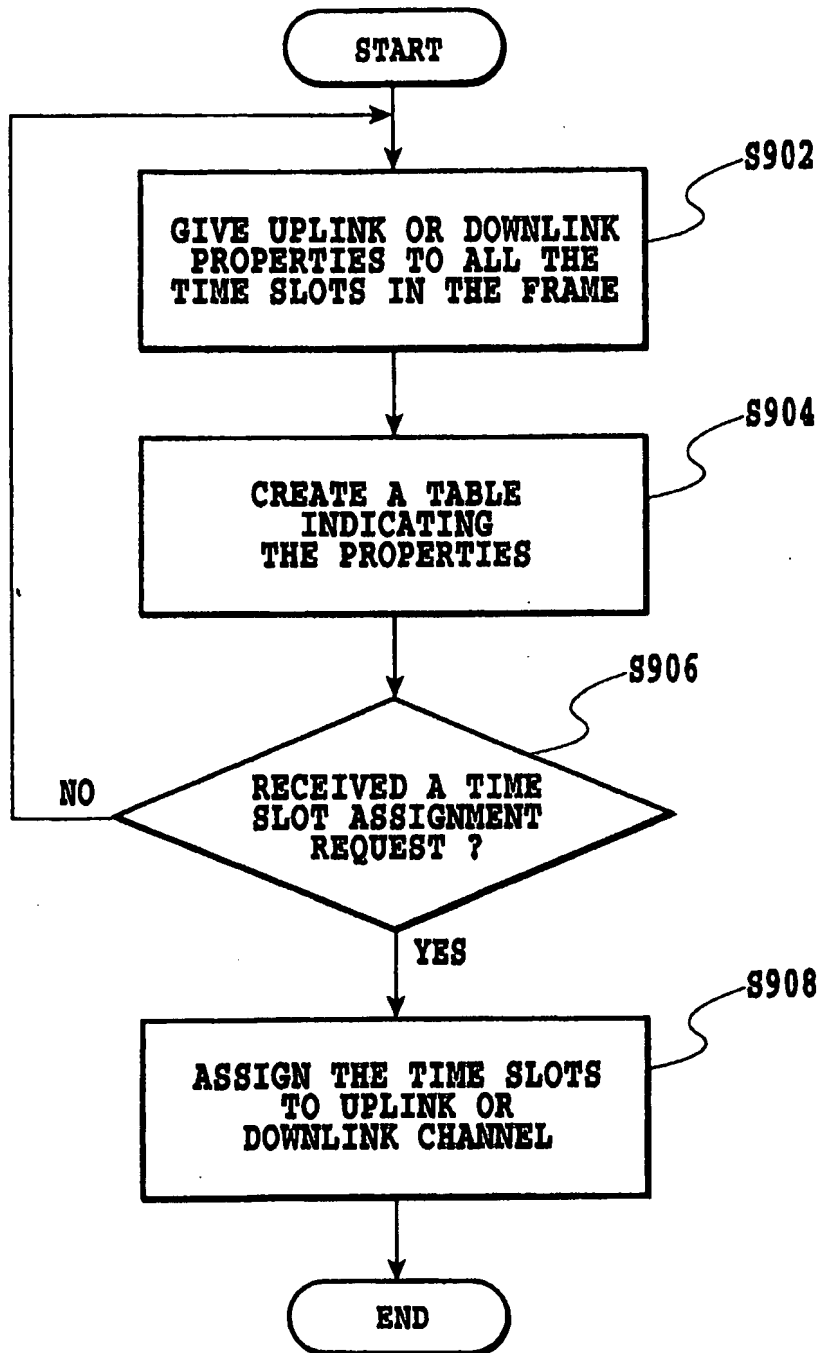 START
S902
GIVE UPLINK OR DOWNLINK
PROPERTIES TO ALL THE
TIME SLOTS IN THE FRAME
S904
CREATE A TABLE
INDICATING
THE PROPERTIES
S906
NO
RECEIVED A TIME
SLOT ASSIGNMENT
REQUEST ?
YES
S908
ASSIGN THE TIME SLOTS
TO UPLINK OR
DOWNLINK CHANNEL
END